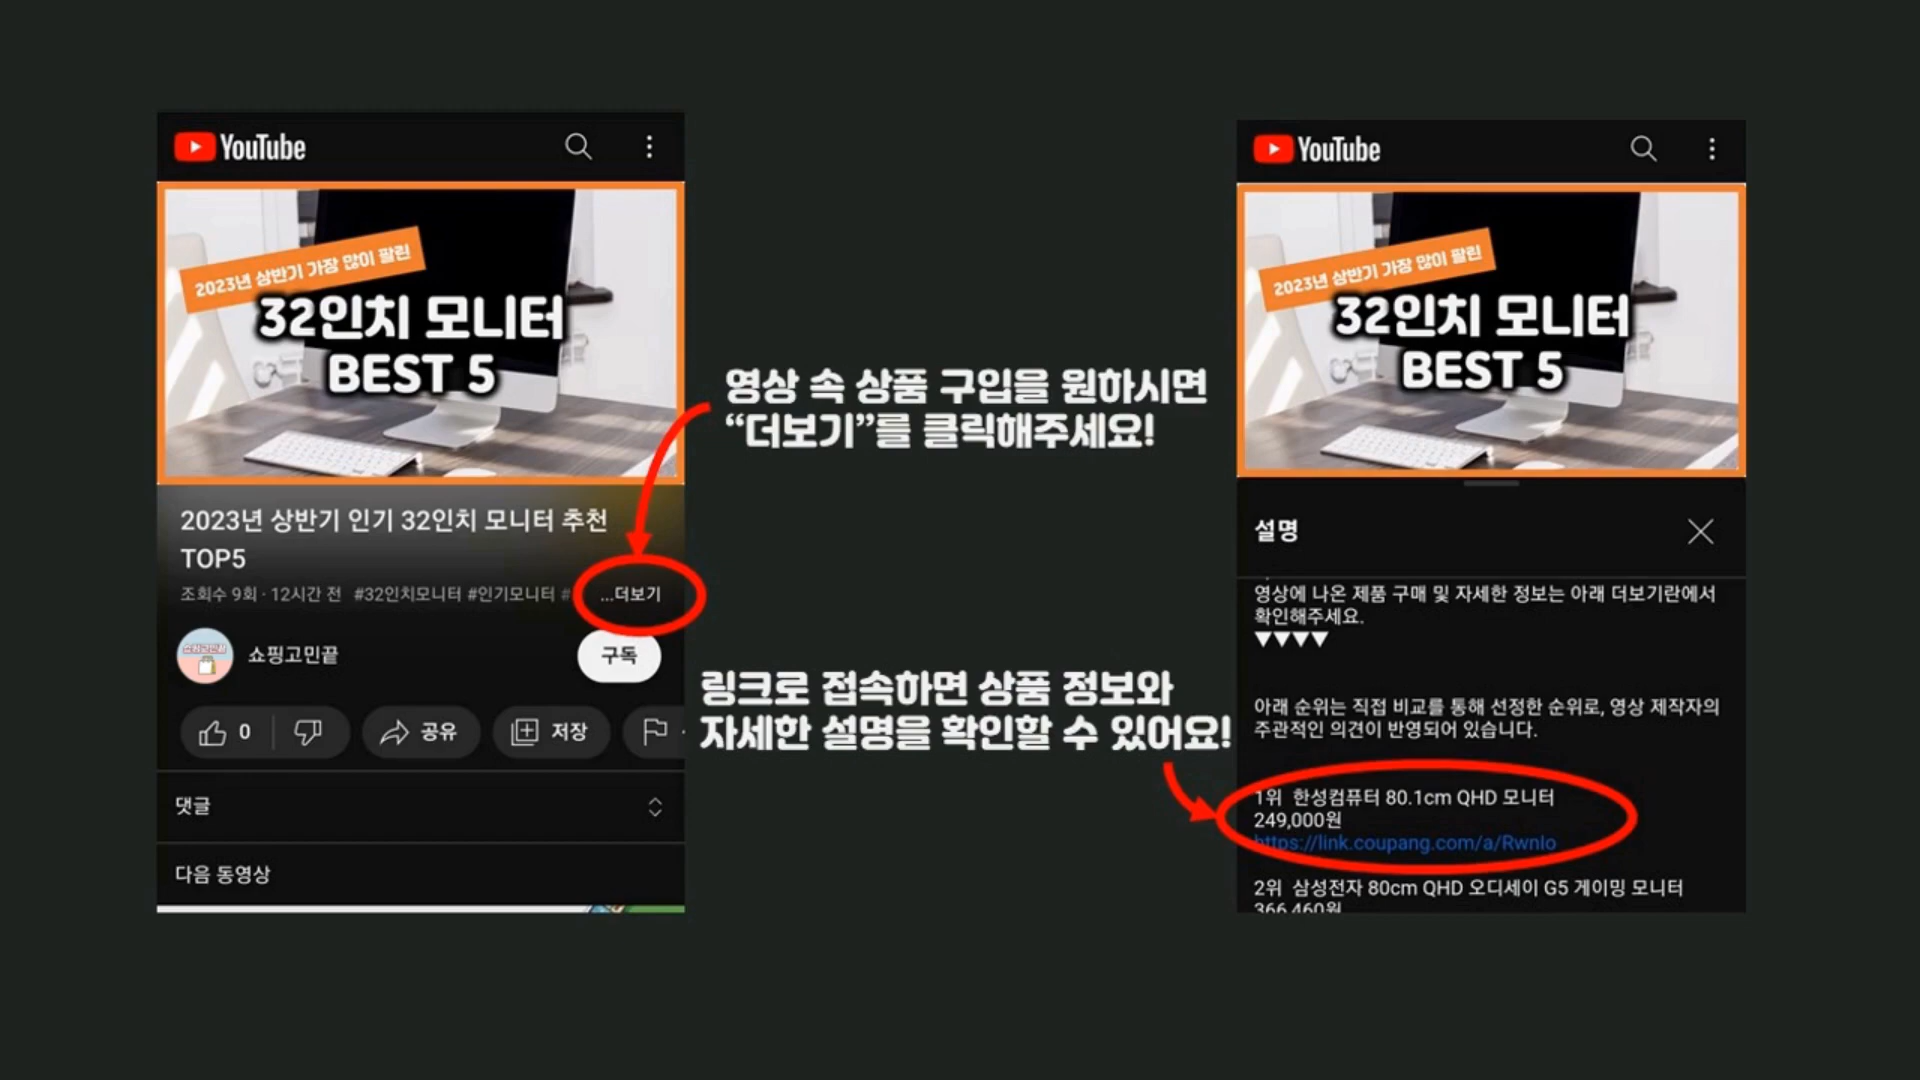 YouTube
2023년 상반기 가장 많이 팔린
32인치 모니터
BEST 5
2023년 상반기 인기 32인치 모니터 추천
TOP5
조회수 9회 · 12시간 전 #32인치모니터 #인기모니터 # ...더보기
쇼핑고민끝
쇼핑고민끝
구독
0
공유
저장
댓글
다음 동영상
영상 속 상품 구입을 원하시면
“더보기”를 클릭해주세요!
링크로 접속하면 상품 정보와
자세한 설명을 확인할 수 있어요!
YouTube
2023년 상반기 가장 많이 팔린
32인치 모니터
BEST 5
설명
영상에 나온 제품 구매 및 자세한 정보는 아래 더보기란에서
확인해주세요.
▼▼▼▼
아래 순위는 직접 비교를 통해 선정한 순위로, 영상 제작자의
주관적인 의견이 반영되어 있습니다.
1위 한성컴퓨터 80.1cm QHD 모니터
249,000원
https://link.coupang.com/a/RwnIo
2위 삼성전자 80cm QHD 오디세이 G5 게이밍 모니터
366,460원